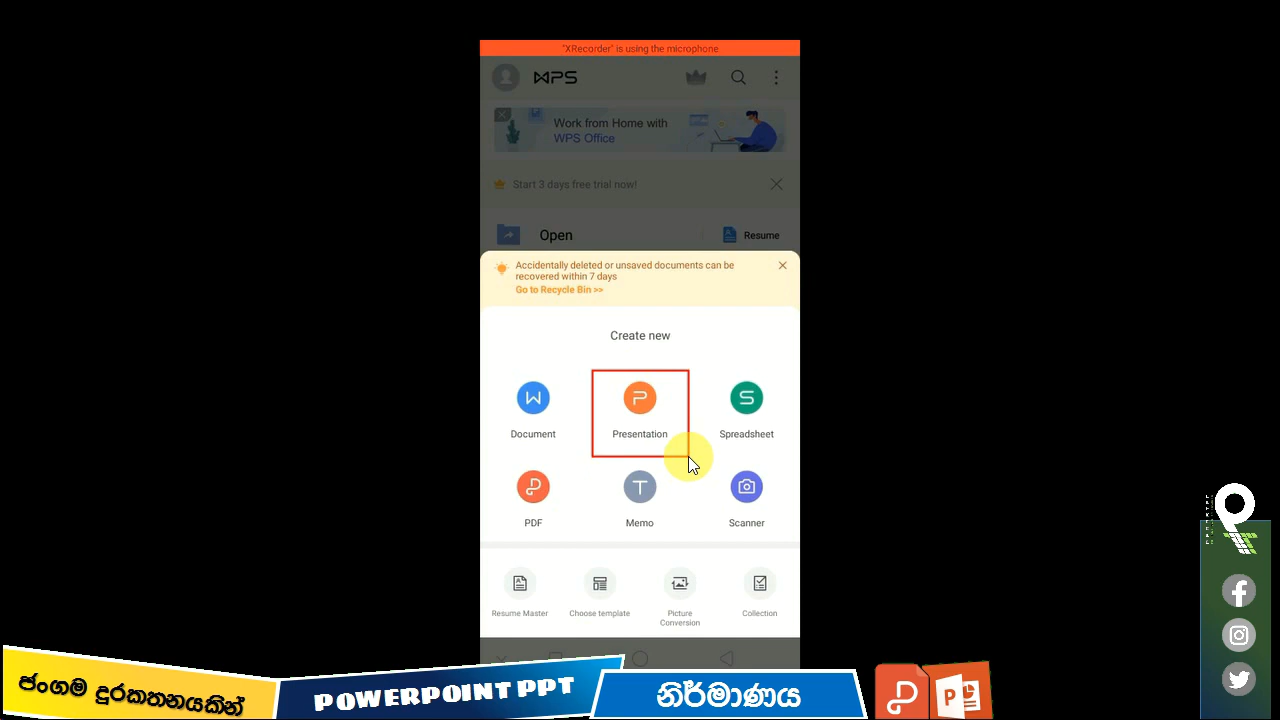 "XRecorder" is using the microphone
WPS
Work from Home with
WPS Office
Start 3 days free trial now!
Open
Resume
Accidentally deleted or unsaved documents can be
recovered within 7 days
Go to Recycle Bin >>
Create new
Document
Presentation
Spreadsheet
PDF
Memo
Scanner
Resume Master
Choose template
Picture
Conversion
Collection
ජංගම දුරකතනයකින්
POWERPOINT PPT
නිර්මාණය